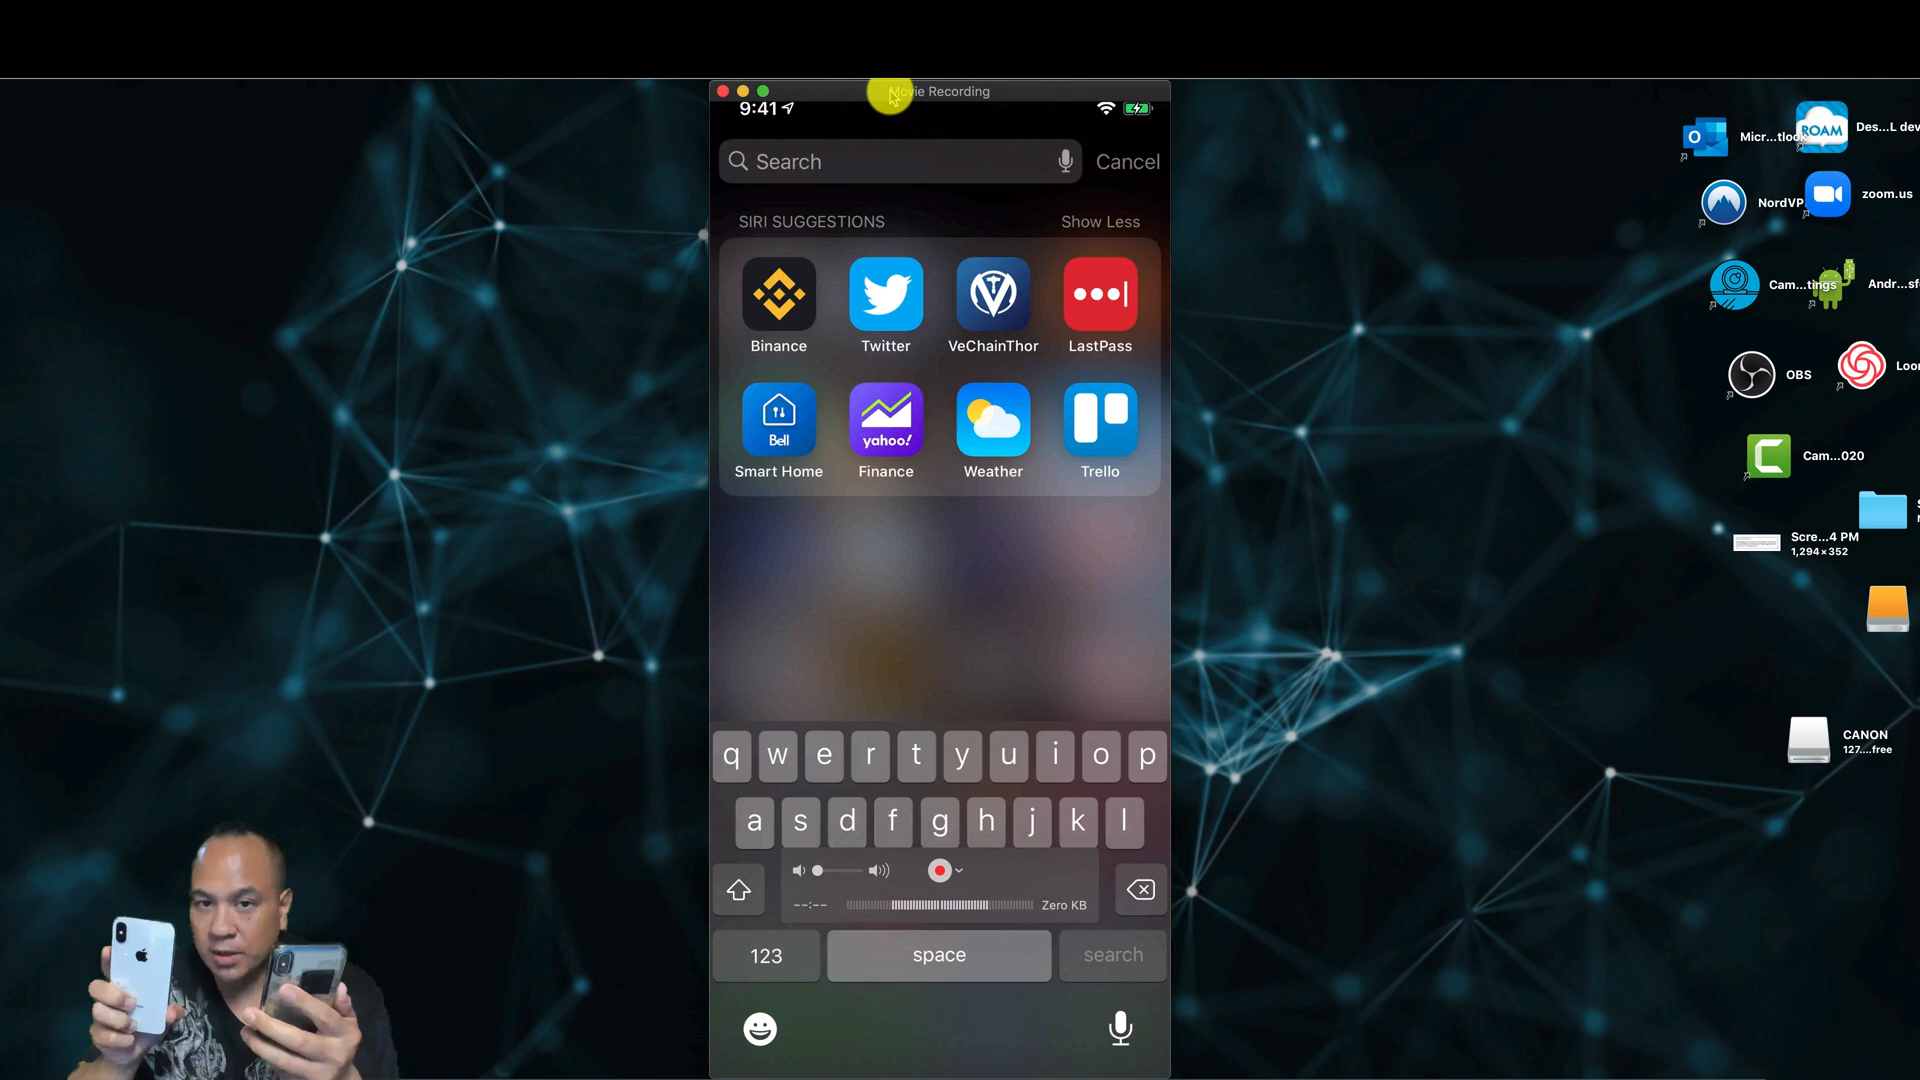 Movie Recording
9:41
Search
Cancel
SIRI SUGGESTIONS
Show Less
Binance
Twitter
VeChainThor
LastPass
Bell
yahoo!
Smart Home
Finance
Weather
Trello
q w e r t y u i o p
a s d f g h j k l
--:--
Zero KB
123
space
search
Micr...tlook
ROAM
Des...L dev
NordVP
zoom.us
Cam...tings
Andr...sf
OBS
Loo
Cam...020
Scre...4 PM
1,294×352
CANON
127....free